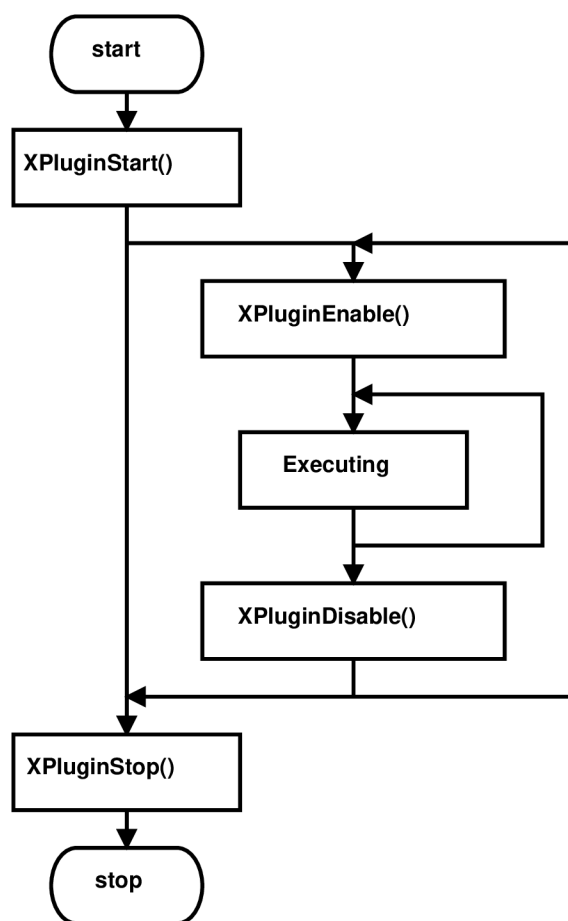 start
XPluginStart()
XPluginEnable()
Executing
XPluginDisable()
XPluginStop()
stop